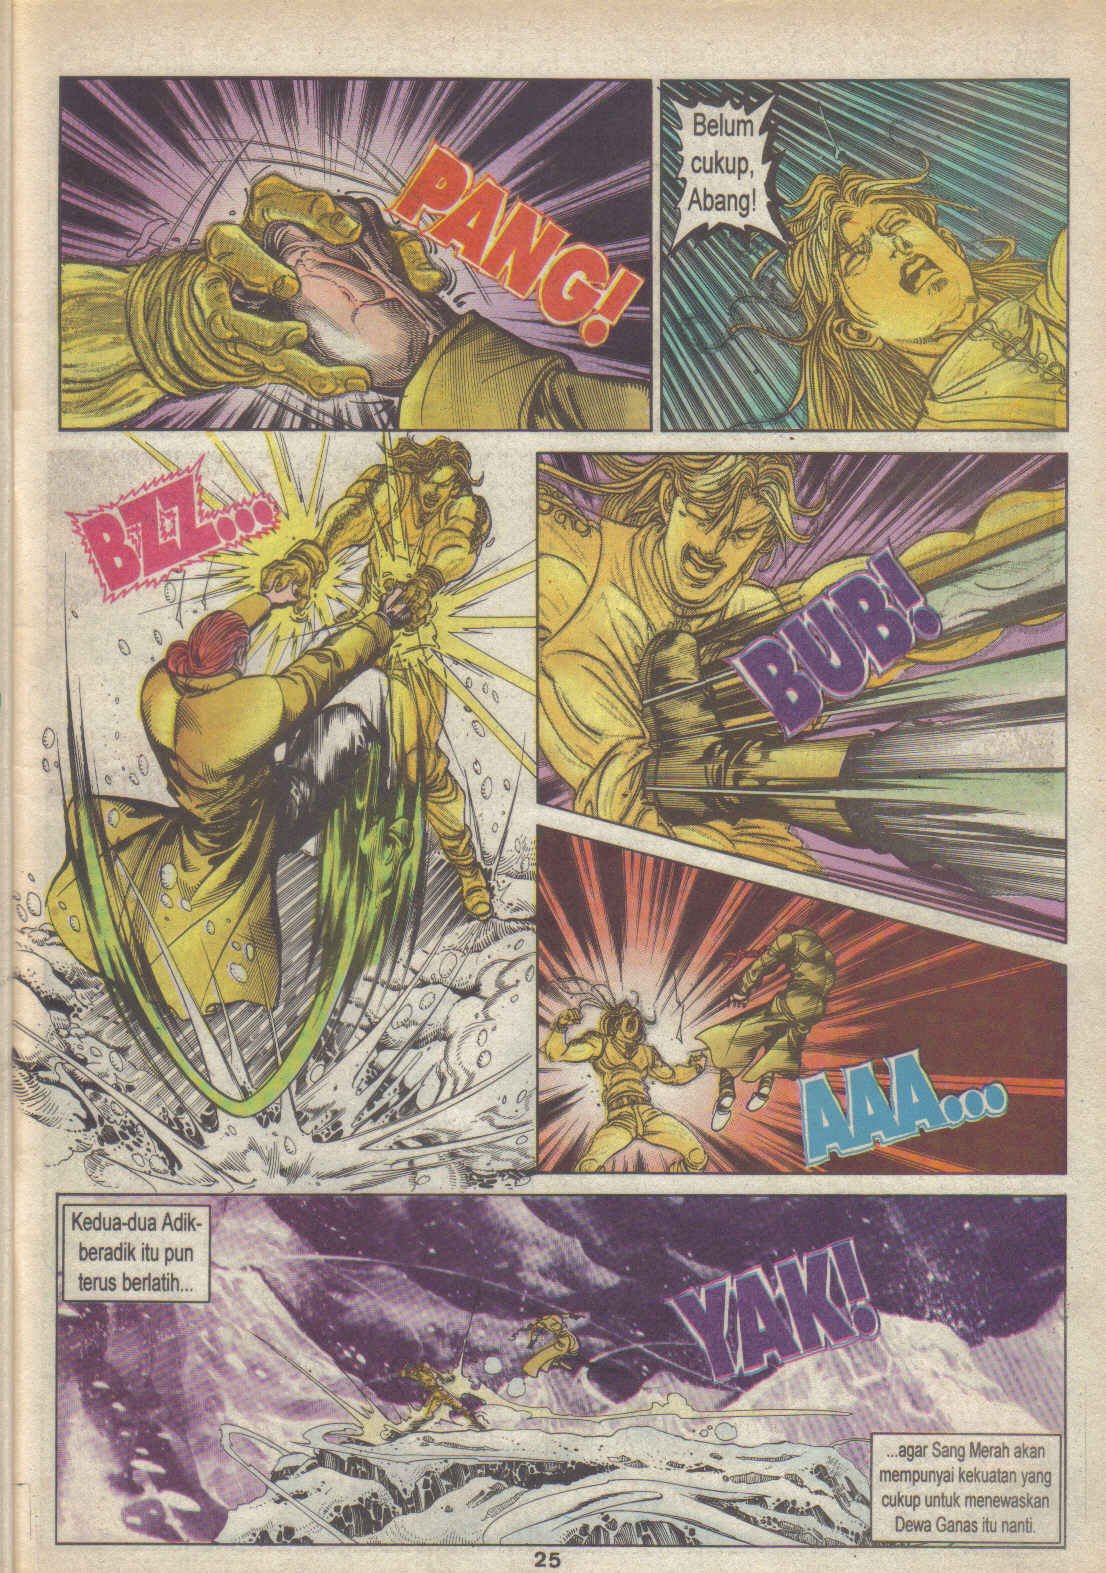 PANG!
Belum
cukup,
Abang!
BZZ....
BUB!
AAA...
Kedua-dua Adik-
beradik itu pun
terus berlatih...
YAK!
...agar Sang Merah akan
mempunyai kekuatan yang
cukup untuk menewaskan
Dewa Ganas itu nanti.
25